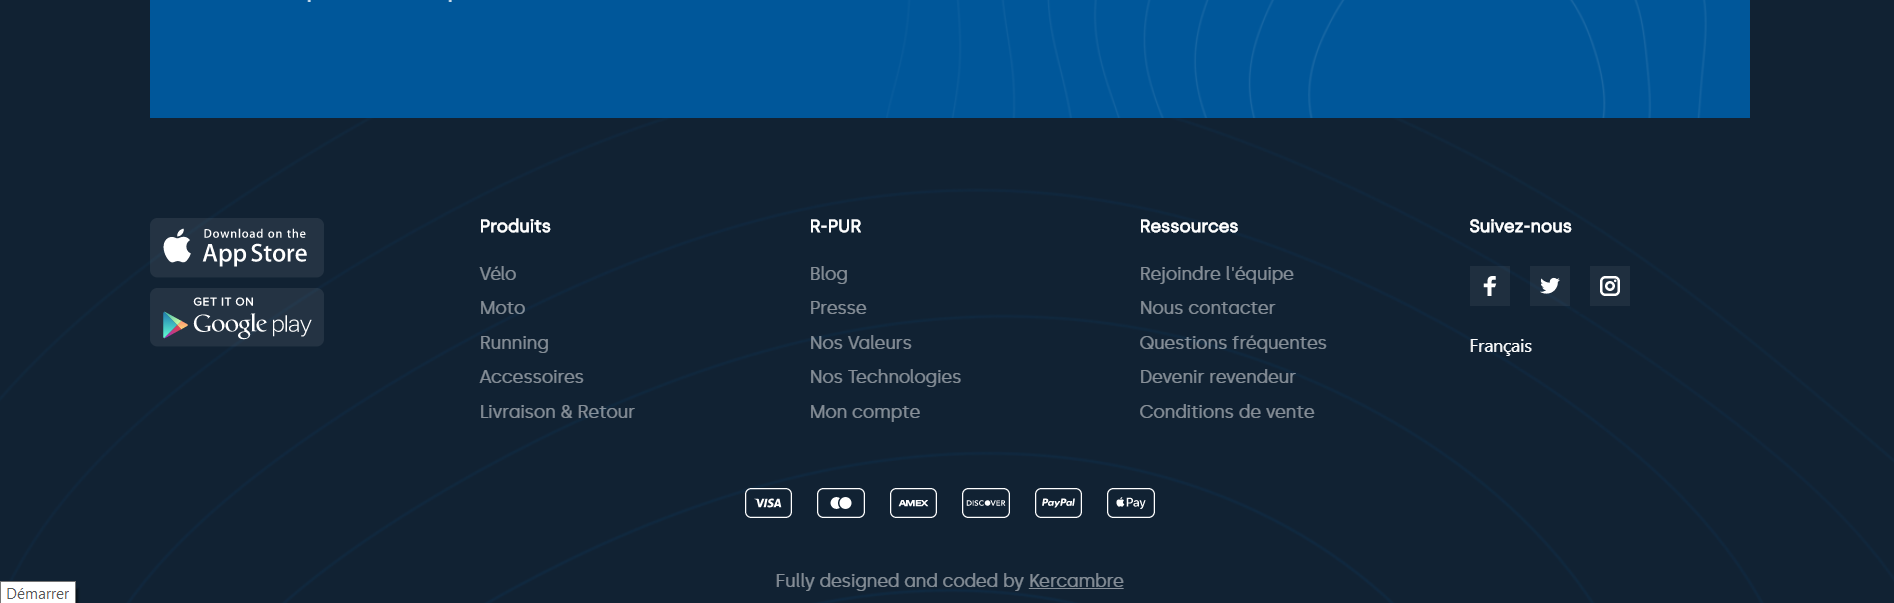 Download on the
App Store
GET IT ON
Google play
Produits
Vélo
Moto
Running
Accessoires
Livraison & Retour
R-PUR
Blog
Presse
Nos Valeurs
Nos Technologies
Mon compte
Ressources
Rejoindre l'équipe
Nous contacter
Questions fréquentes
Devenir revendeur
Conditions de vente
Suivez-nous
Français
VISA
AMEX
DISCOVER
PayPal
Pay
Fully designed and coded by Kercambre
Démarrer